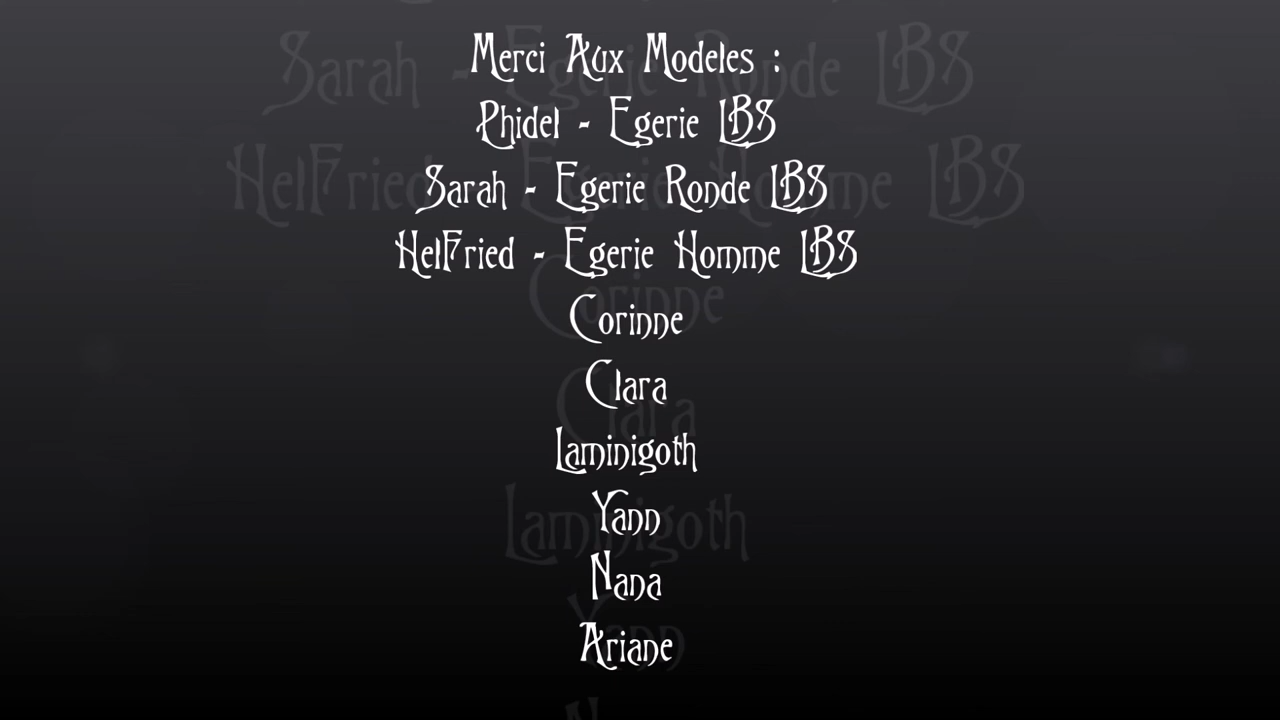 Merci Aux Modeles :
Phidel - Egerie LBS
Sarah - Egerie Ronde LBS
HelFried - Egerie Homme LBS
Corinne
Clara
Laminigoth
Yann
Nana
Ariane